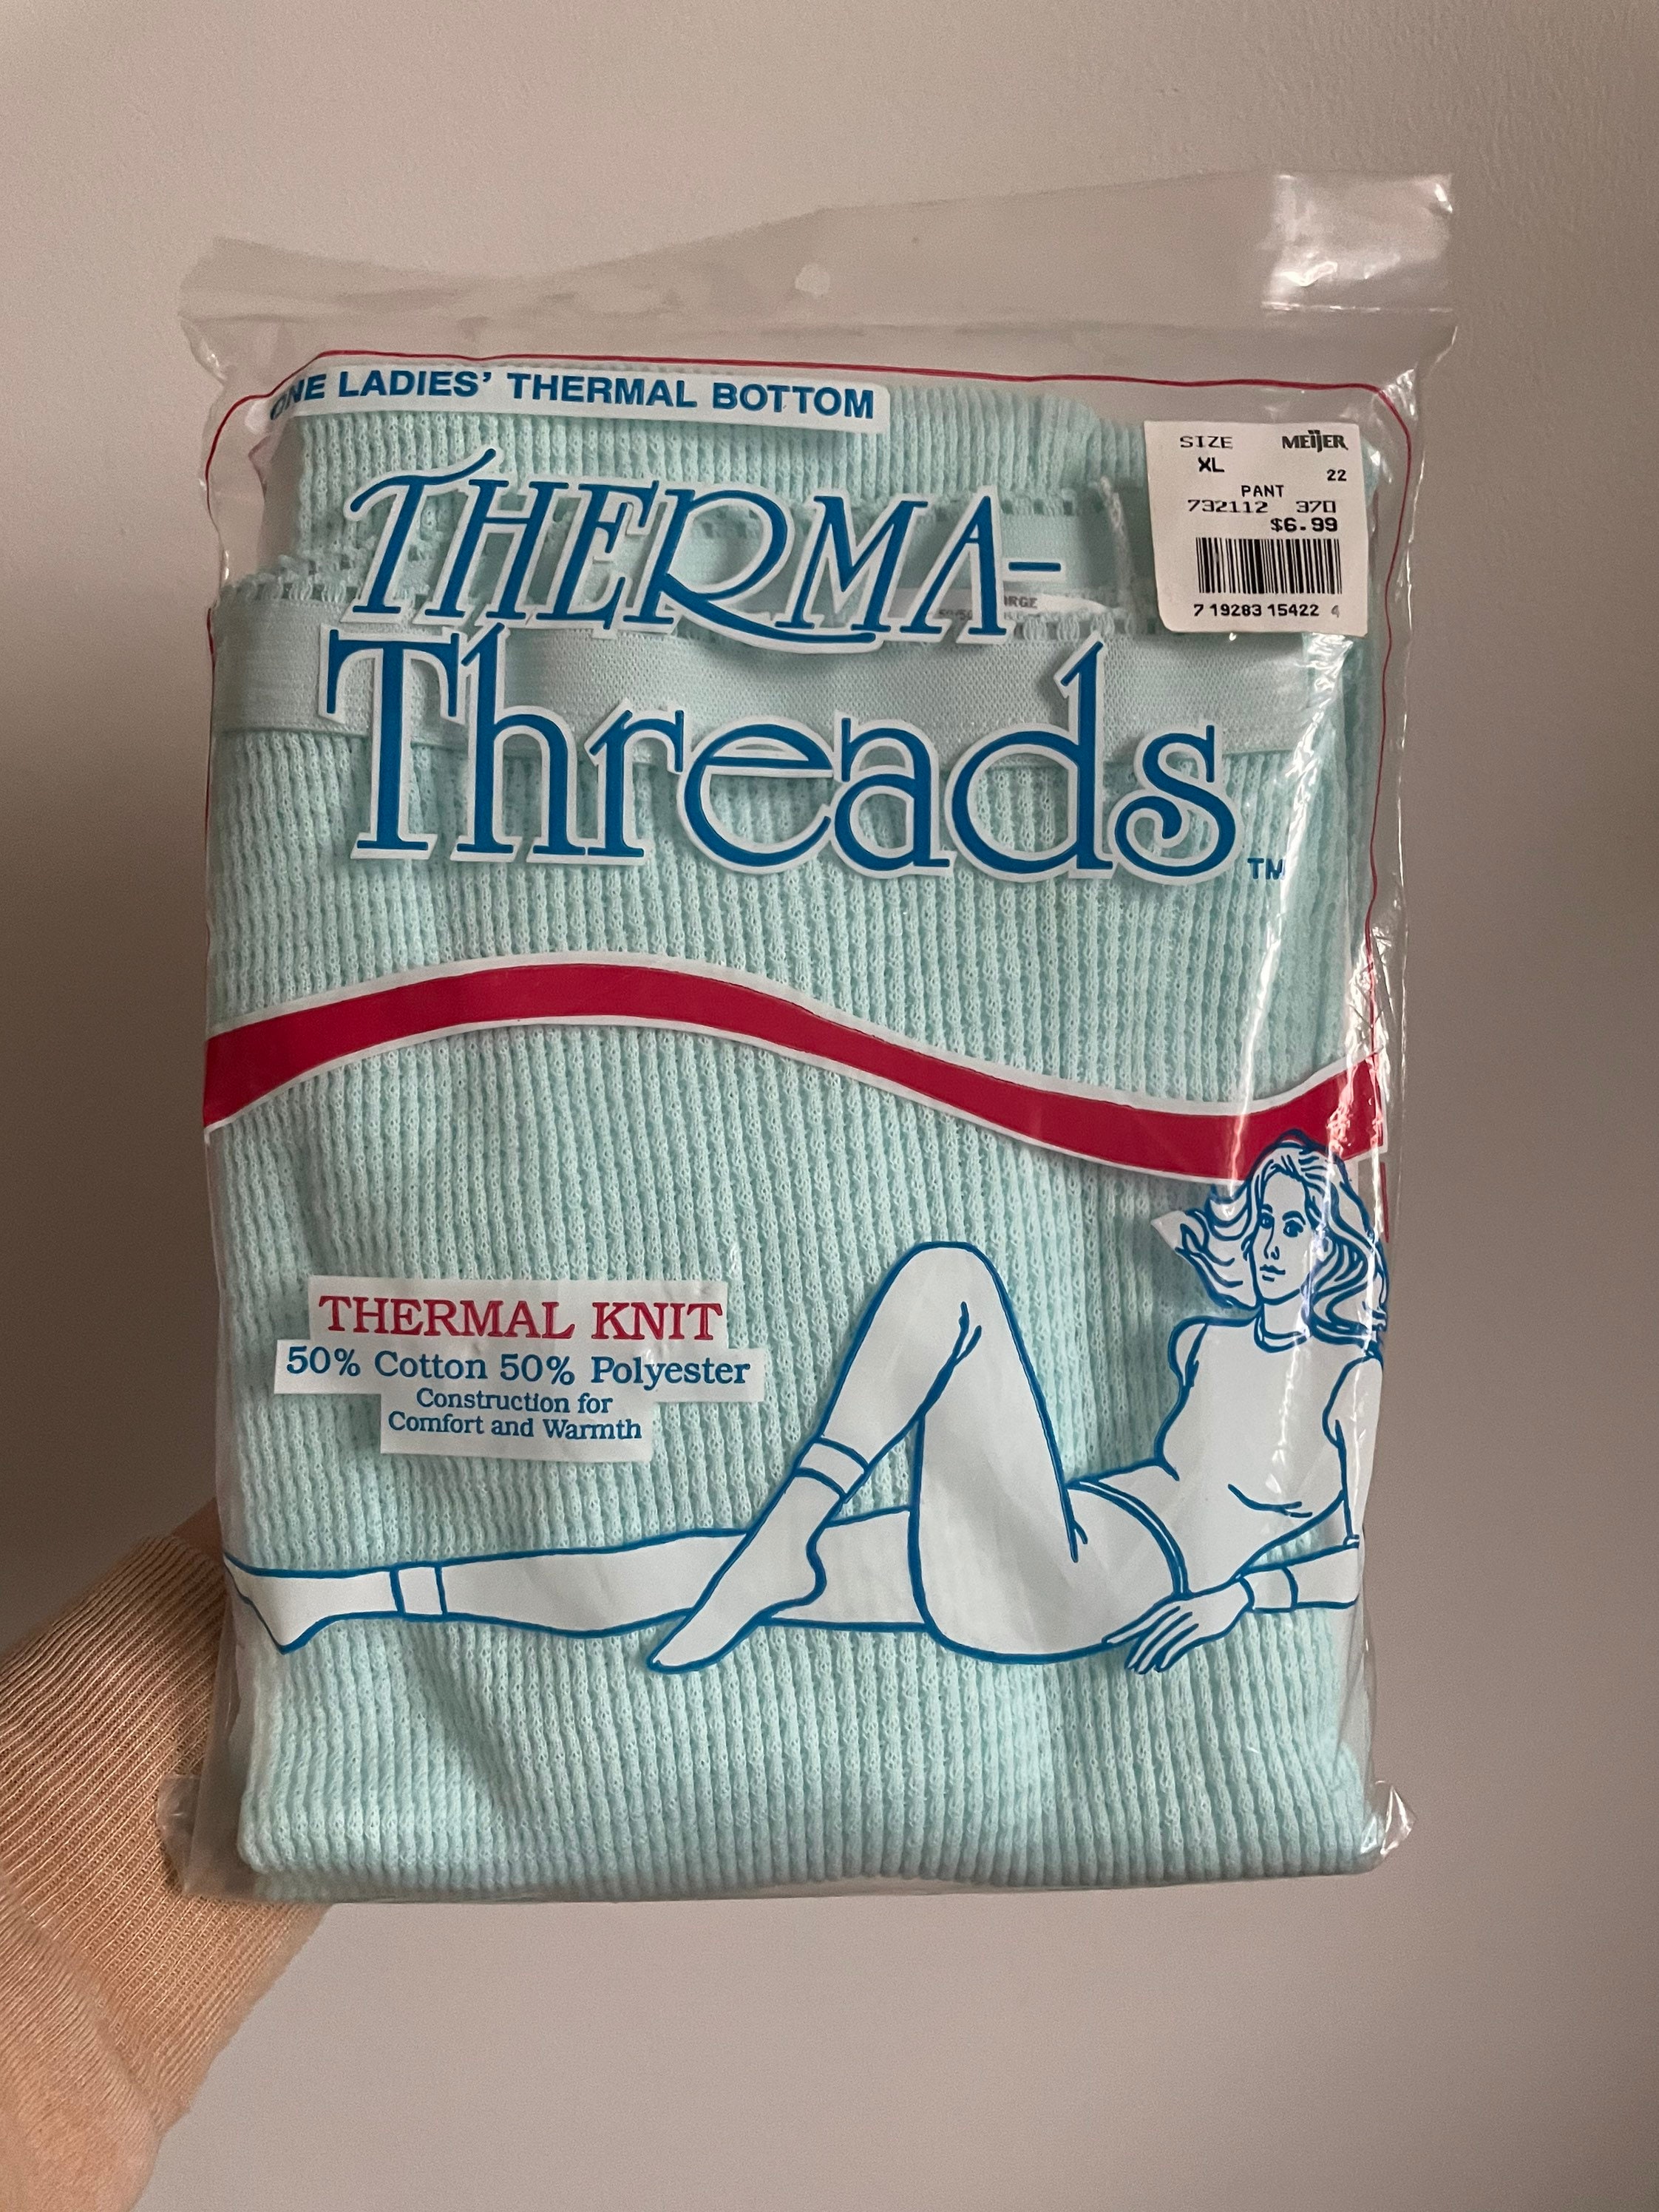 ONE LADIES' THERMAL BOTTOM
THERMA-
Threads
TM
SIZE MEIJER
XL
22
PANT
732112 370
$6.99
7 19283 15422 4
THERMAL KNIT
50% Cotton 50% Polyester
Construction for
Comfort and Warmth